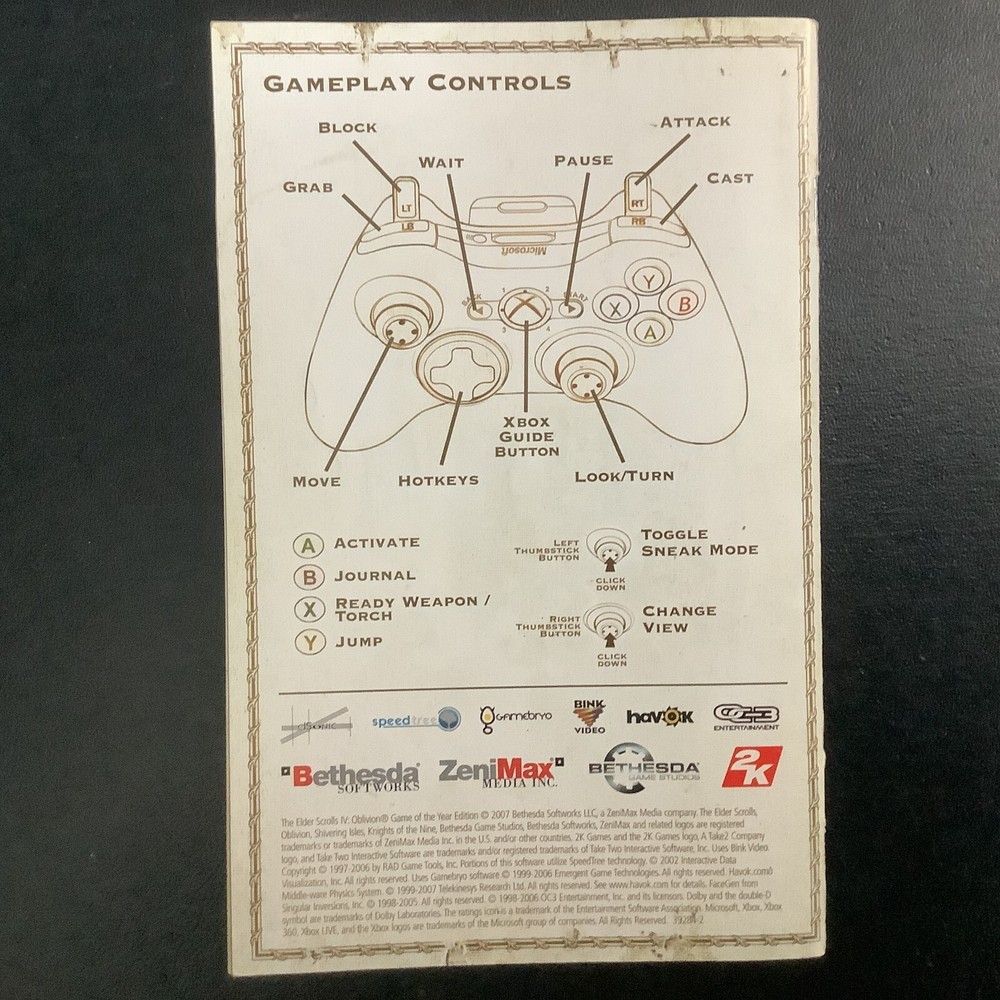 GAMEPLAY CONTROLS
BLOCK
ATTACK
WAIT
PAUSE
GRAB
CAST
LT
RT
LB
RB
Microsoft
BACK
START
1
2
3
4
X
Y
B
X
A
XBOX
GUIDE
BUTTON
MOVE
HOTKEYS
LOOK/TURN
A ACTIVATE
B JOURNAL
X READY WEAPON /
TORCH
Y JUMP
LEFT
THUMBSTICK
BUTTON
CLICK
DOWN
TOGGLE
SNEAK MODE
RIGHT
THUMBSTICK
BUTTON
CLICK
DOWN
CHANGE
VIEW
speedtree
GAMEBRYO
BINK
VIDEO
havok
OC3
ENTERTAINMENT
Bethesda
SOFTWORKS
ZeniMax
MEDIA INC.
BETHESDA
GAME STUDIOS
2K
The Elder Scrolls IV: Oblivion® Game of the Year Edition © 2007 Bethesda Softworks LLC, a ZeniMax Media company. The Elder Scrolls,
Oblivion, Shivering Isles, Knights of the Nine, Bethesda Game Studios, Bethesda Softworks, ZeniMax and related logos are registered
trademarks or trademarks of ZeniMax Media Inc. in the U.S. and/or other countries. 2K Games and the 2K Games logo, A Take2 Company
logo, and Take Two Interactive Software are trademarks and/or registered trademarks of Take Two Interactive Software, Inc. Uses Bink Video.
Copyright © 1997-2006 by RAD Game Tools, Inc. Portions of this software utilize SpeedTree technology. © 2002 Interactive Data
Visualization, Inc. All rights reserved. Uses Gamebryo software © 1999-2006 Emergent Game Technologies. All rights reserved. Havok.comô
Middle-ware Physics System. © 1999-2007 Telekinesys Research Ltd. All rights reserved. See www.havok.com for details. FaceGen from
Singular Inversions, Inc. © 1998-2005. All rights reserved. © 1998-2006 OC3 Entertainment, Inc. and its licensors. Dolby and the double-D
symbol are trademarks of Dolby Laboratories. The ratings icon is a trademark of the Entertainment Software Association. Microsoft, Xbox, Xbox
360, Xbox LIVE, and the Xbox logos are trademarks of the Microsoft group of companies. All Rights Reserved.